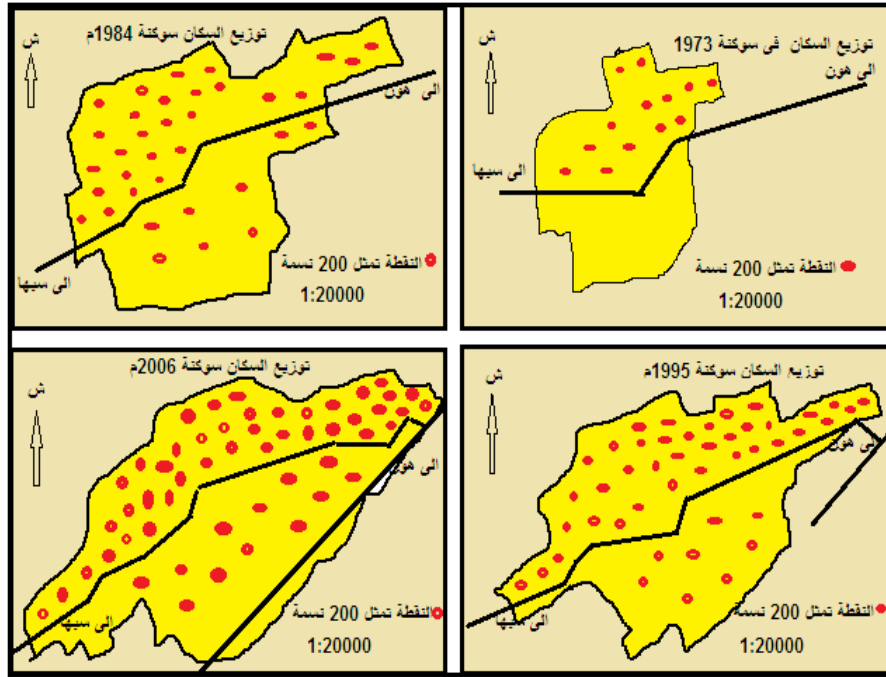 توزيع السكان فى سوكنة 1973
ش
الى هون
الى سبها
النقطة تمثل 200 نسمة
1:20000
توزيع السكان سوكنة 1984م
ش
الى هون
الى سبها
النقطة تمثل 200 نسمة
1:20000
توزيع السكان سوكنة 1995م
ش
الى هون
الى سبها
النقطة تمثل 200 نسمة
1:20000
توزيع السكان سوكنة 2006م
ش
الى هون
الى سبها
النقطة تمثل 200 نسمة
1:20000